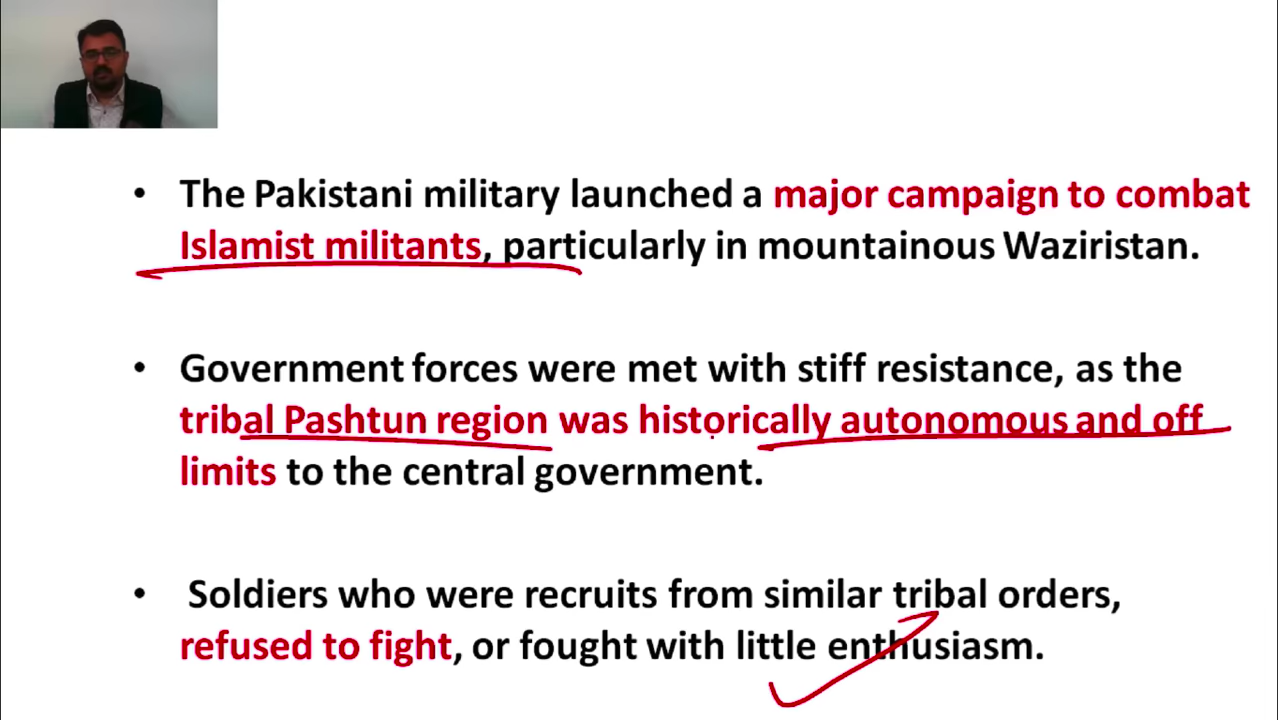 • The Pakistani military launched a major campaign to combat
Islamist militants, particularly in mountainous Waziristan.
• Government forces were met with stiff resistance, as the
tribal Pashtun region was historically autonomous and off
limits to the central government.
• Soldiers who were recruits from similar tribal orders,
refused to fight, or fought with little enthusiasm.